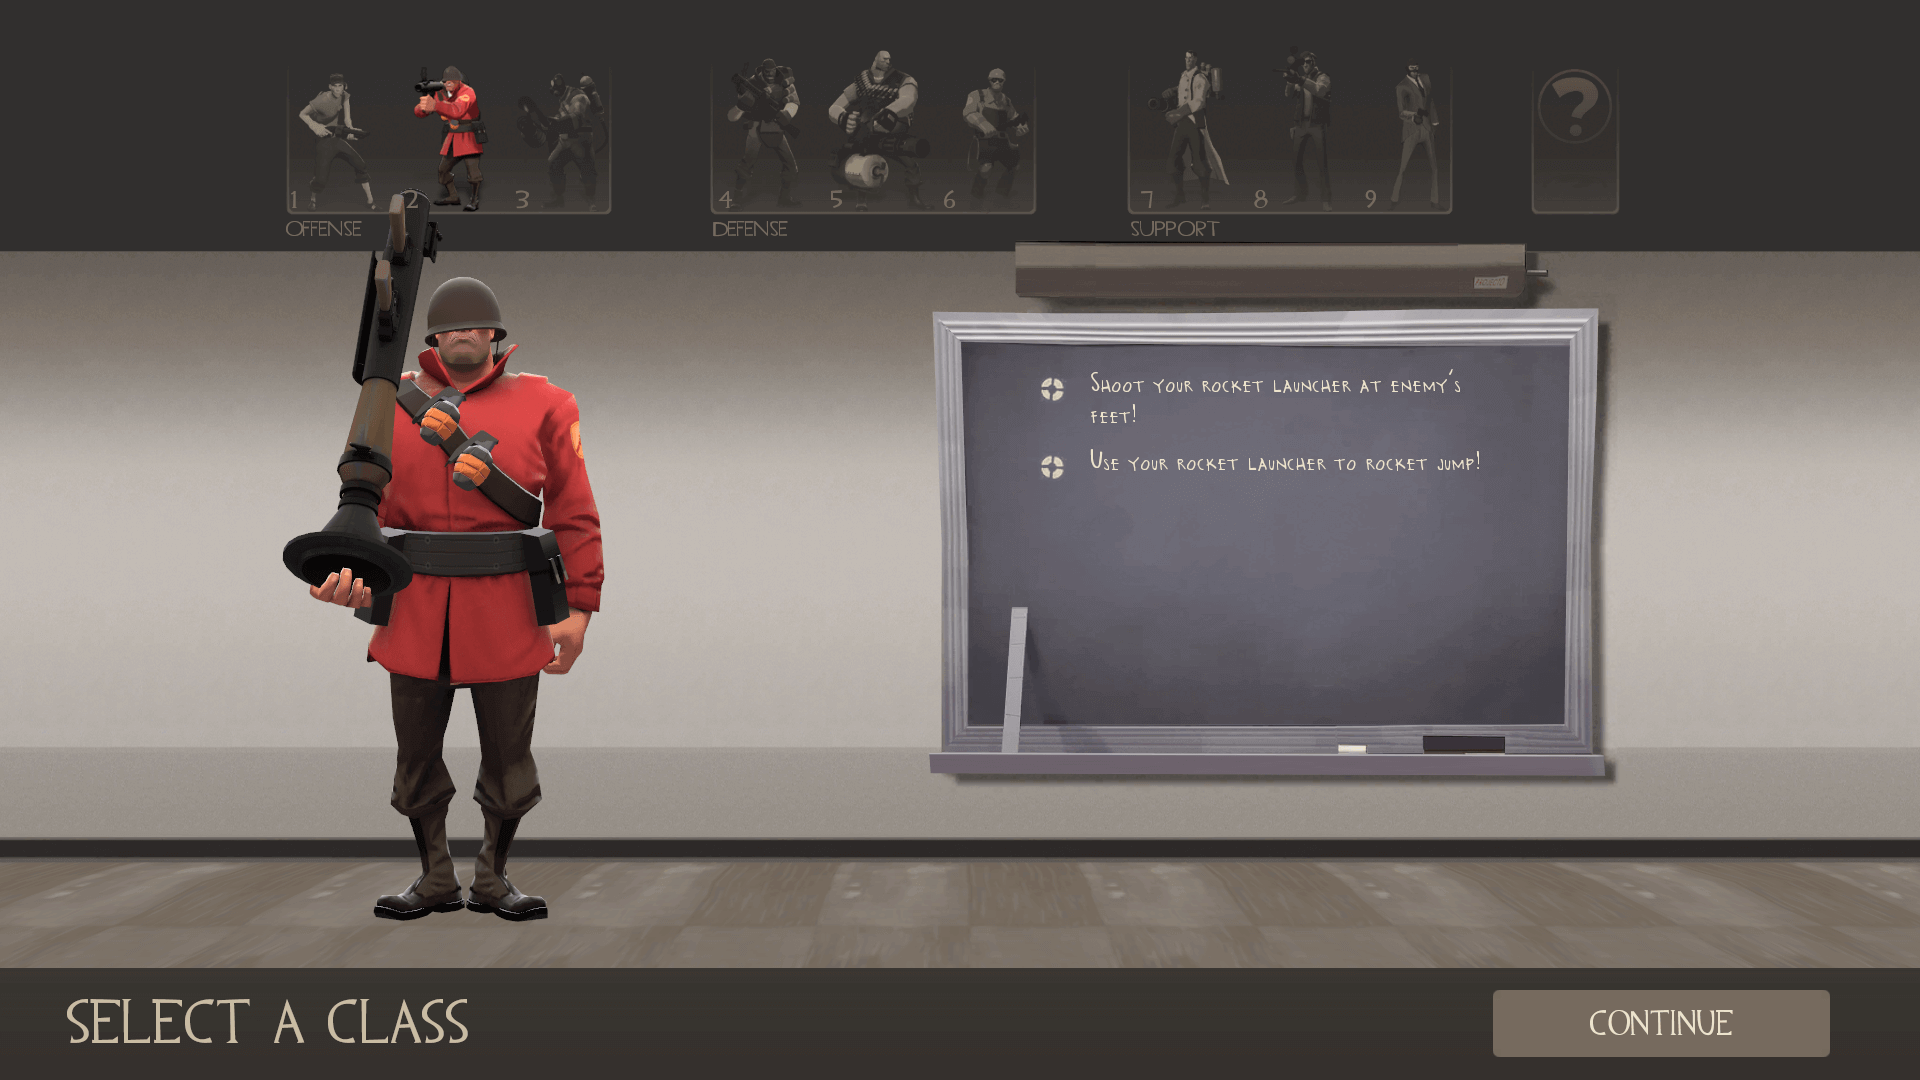 1 2 3
4 5 6
7 8 9
?
OFFENSE
DEFENSE
SUPPORT
Shoot your rocket launcher at enemy's
feet!
Use your rocket launcher to rocket jump!
SELECT A CLASS
CONTINUE